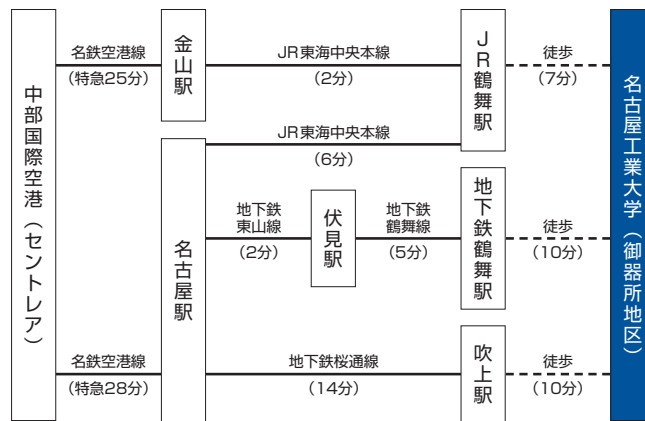 中部国際空港（セントレア）
名鉄空港線
(特急25分)
金山駅
JR東海中央本線
(2分)
JR鶴舞駅
徒歩
(7分)
名古屋工業大学（御器所地区）
JR東海中央本線
(6分)
名古屋駅
地下鉄
東山線
(2分)
伏見駅
地下鉄
鶴舞線
(5分)
地下鉄鶴舞駅
徒歩
(10分)
名鉄空港線
(特急28分)
地下鉄桜通線
(14分)
吹上駅
徒歩
(10分)